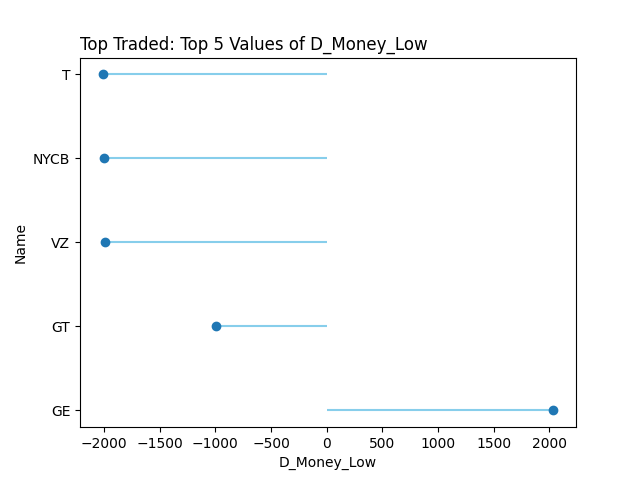 Top Traded: Top 5 Values of D_Money_Low
T
NYCB
VZ
GT
GE
Name
−2000 −1500 −1000 −500 0 500 1000 1500 2000
D_Money_Low